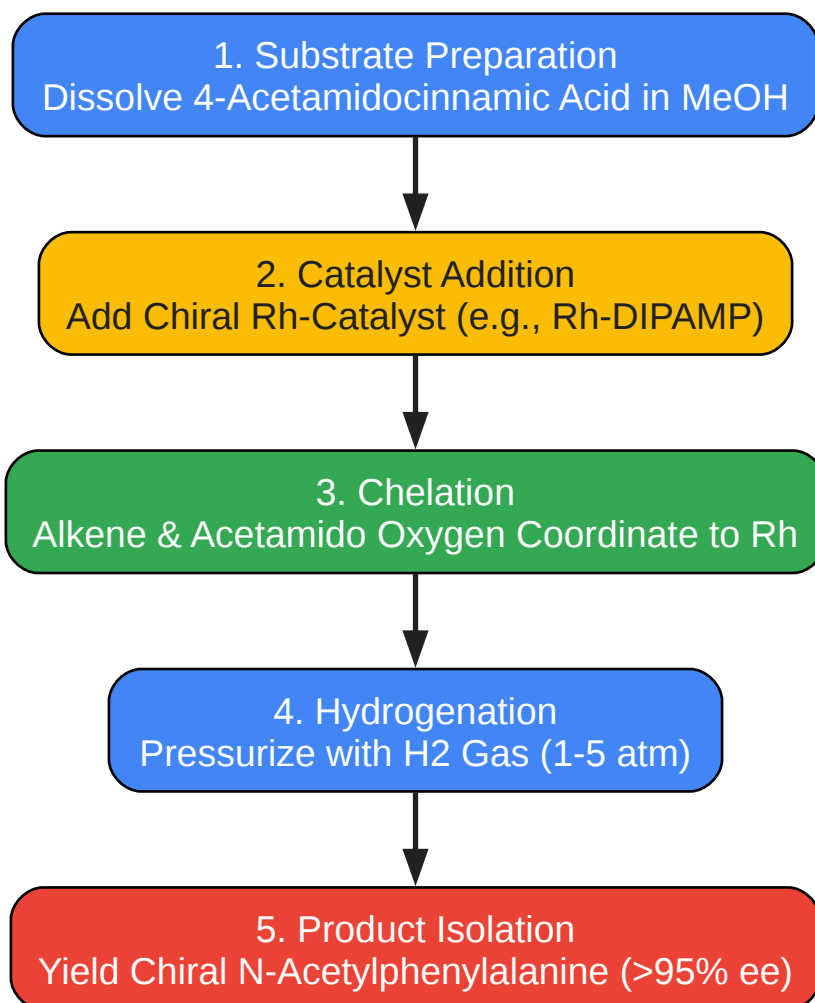 1. Substrate Preparation
Dissolve 4-Acetamidocinnamic Acid in MeOH
2. Catalyst Addition
Add Chiral Rh-Catalyst (e.g., Rh-DIPAMP)
3. Chelation
Alkene & Acetamido Oxygen Coordinate to Rh
4. Hydrogenation
Pressurize with H2 Gas (1-5 atm)
5. Product Isolation
Yield Chiral N-Acetylphenylalanine (>95% ee)